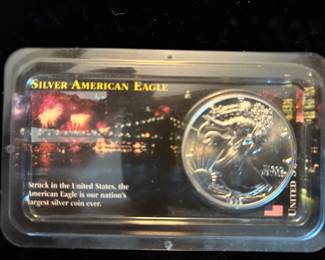 SILVER AMERICAN EAGLE
Struck in the United States, the
American Eagle is our nation's
largest silver coin ever.
UNITED